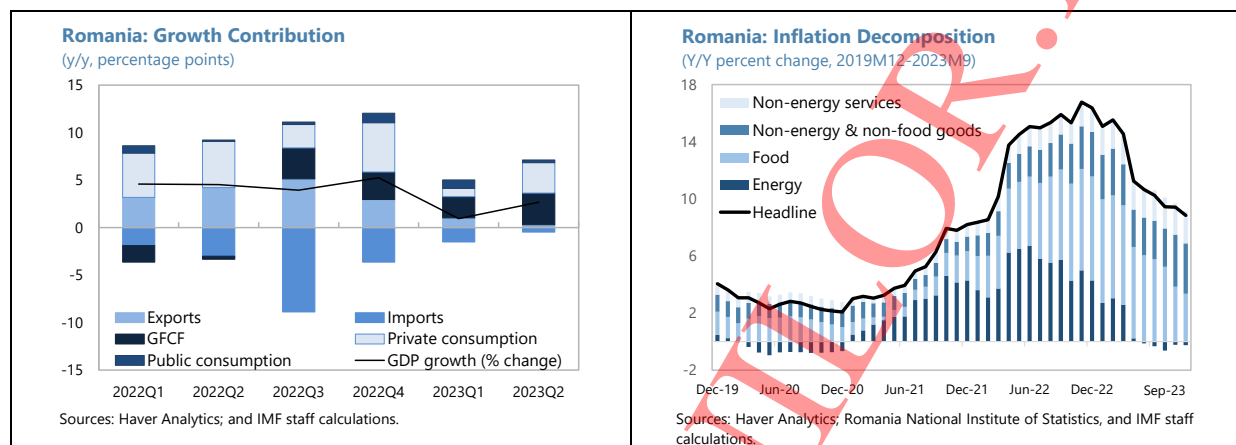 Romania: Growth Contribution
(y/y, percentage points)
15
10
5
0
-5
-10
-15
Exports
Imports
GFCF
Private consumption
Public consumption
GDP growth (% change)
2022Q1 2022Q2 2022Q3 2022Q4 2023Q1 2023Q2
Sources: Haver Analytics; and IMF staff calculations.
Romania: Inflation Decomposition
(Y/Y percent change, 2019M12-2023M9)
18
14
10
6
2
-2
Non-energy services
Non-energy & non-food goods
Food
Energy
Headline
Dec-19 Jun-20 Dec-20 Jun-21 Dec-21 Jun-22 Dec-22 Sep-23
Sources: Haver Analytics; Romania National Institute of Statistics, and IMF staff
calculations.